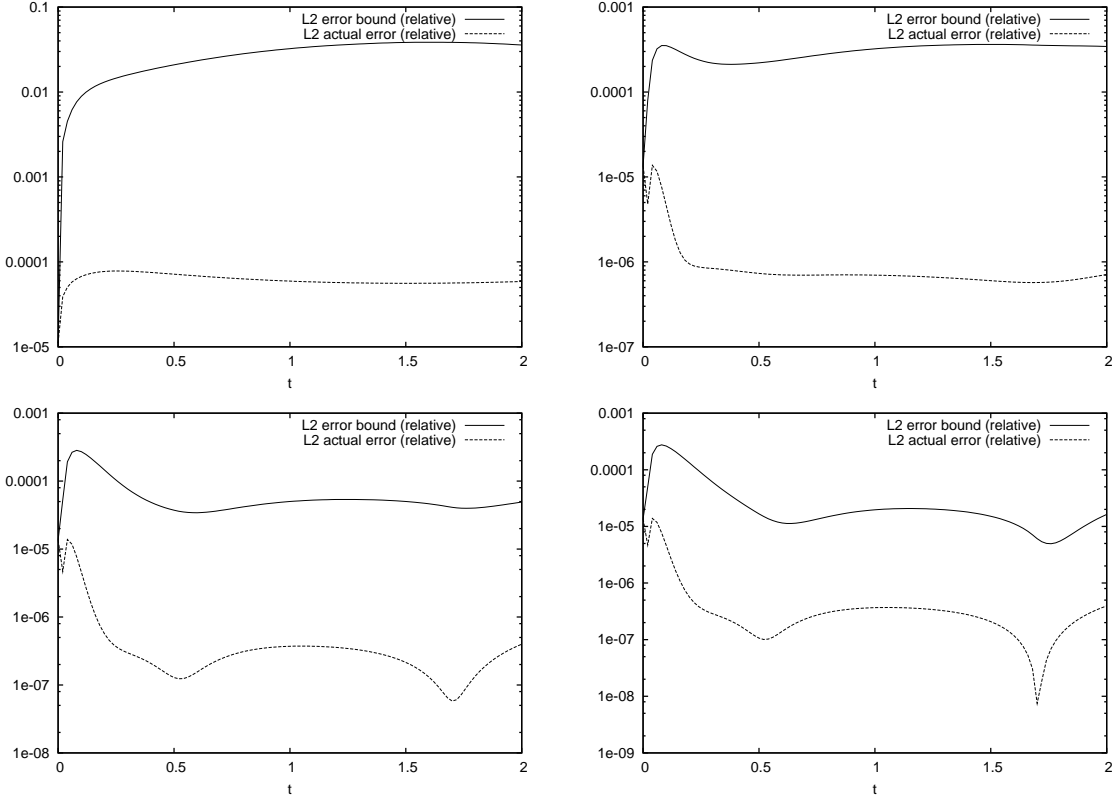 L2 error bound (relative)
L2 actual error (relative)
0.1
0.01
0.001
0.0001
1e-05
0
0.5
1
1.5
2
t
L2 error bound (relative)
L2 actual error (relative)
0.001
0.0001
1e-05
1e-06
1e-07
0
0.5
1
1.5
2
t
L2 error bound (relative)
L2 actual error (relative)
0.001
0.0001
1e-05
1e-06
1e-07
1e-08
0
0.5
1
1.5
2
t
L2 error bound (relative)
L2 actual error (relative)
0.001
0.0001
1e-05
1e-06
1e-07
1e-08
1e-09
0
0.5
1
1.5
2
t